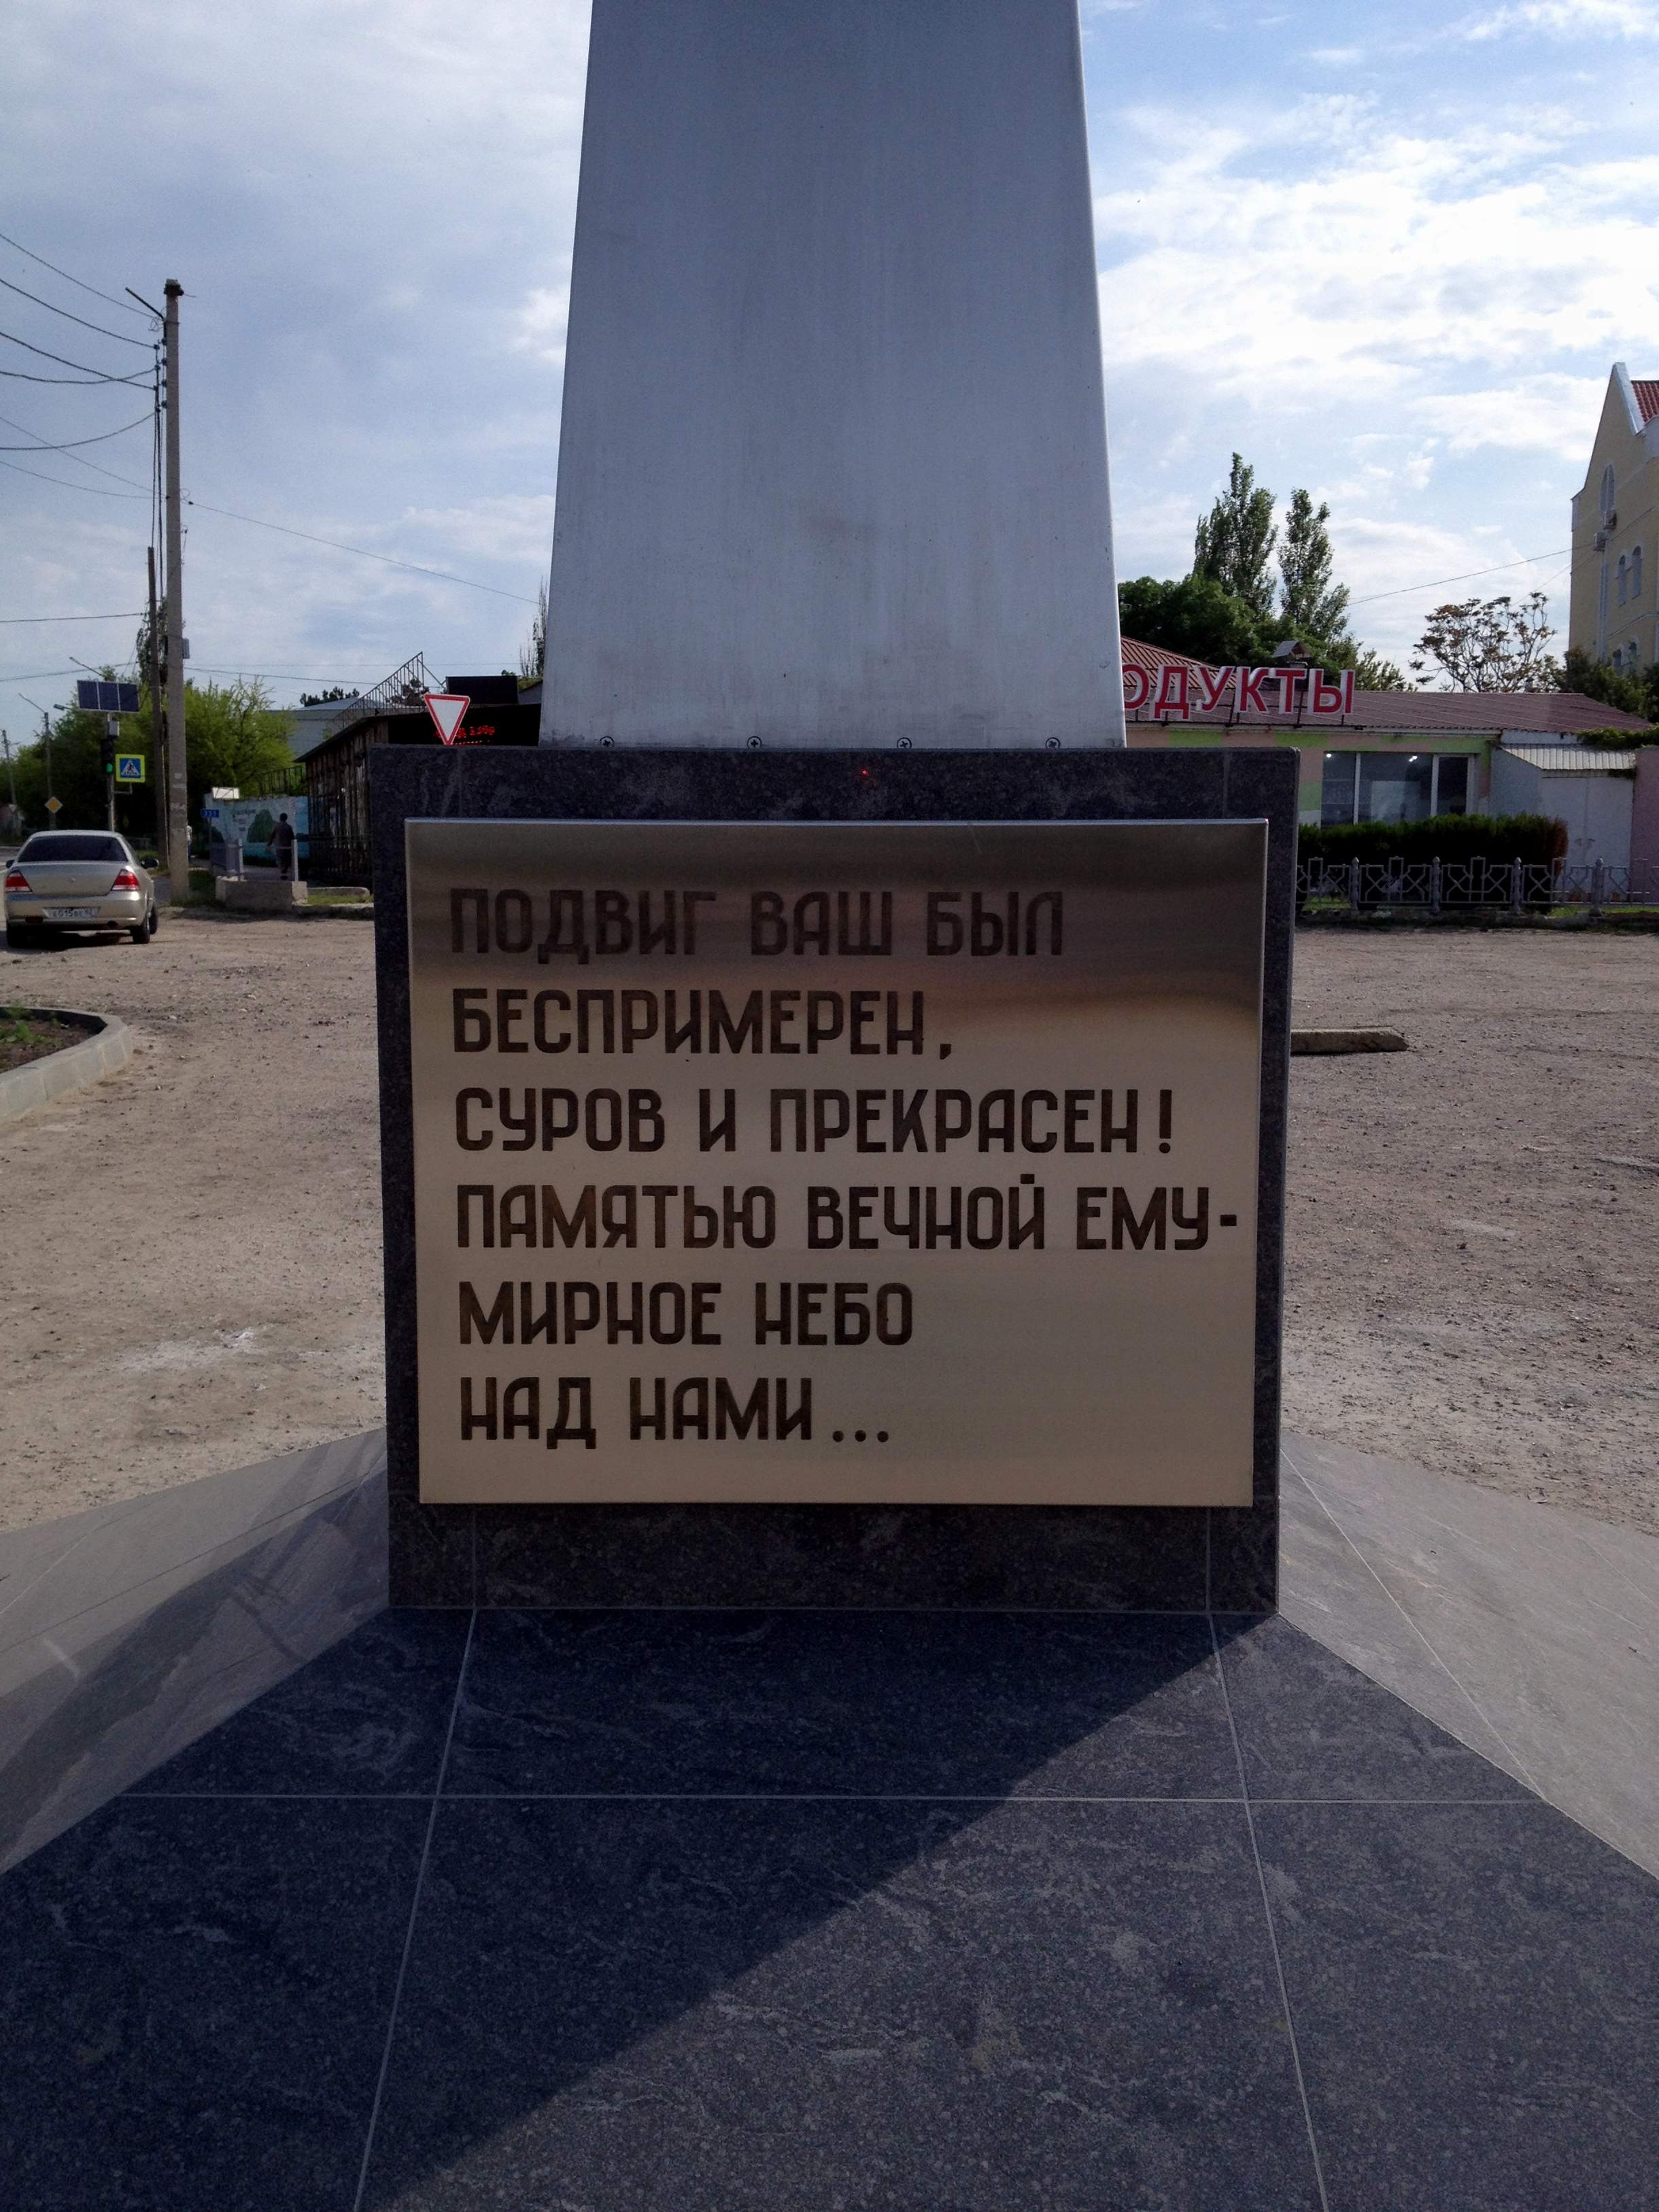 ОДУКТЫ
ПОДВИГ ВАШ БЫЛ
БЕСПРИМЕРЕН,
СУРОВ И ПРЕКРАСЕН!
ПАМЯТЬЮ ВЕЧНОЙ ЕМУ-
МИРНОЕ НЕБО
НАД НАМИ...